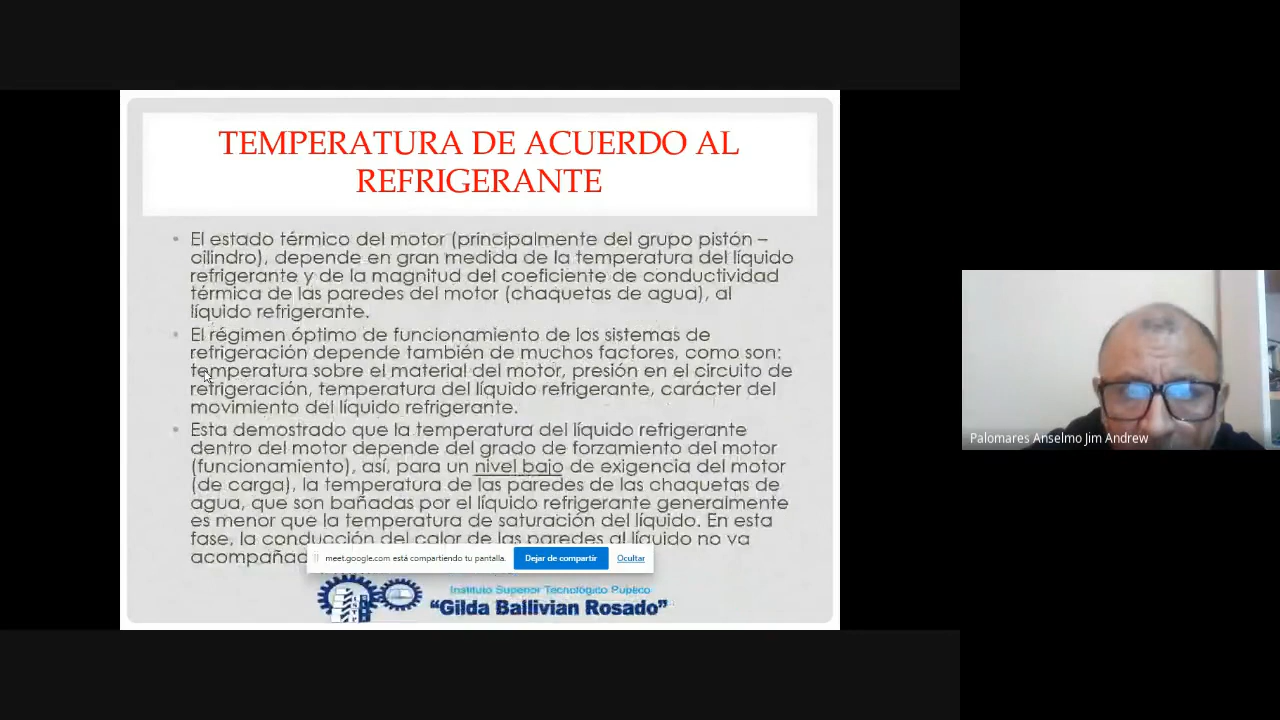 TEMPERATURA DE ACUERDO AL
REFRIGERANTE
• El estado térmico del motor (principalmente del grupo pistón –
cilindro), depende en gran medida de la temperatura del líquido
refrigerante y de la magnitud del coeficiente de conductividad
térmica de las paredes del motor (chaquetas de agua), al
líquido refrigerante.
• El régimen óptimo de funcionamiento de los sistemas de
refrigeración depende también de muchos factores, como son:
temperatura sobre el material del motor, presión en el circuito de
refrigeración, temperatura del líquido refrigerante, carácter del
movimiento del líquido refrigerante.
• Esta demostrado que la temperatura del líquido refrigerante
dentro del motor depende del grado de forzamiento del motor
(funcionamiento), así, para un nivel bajo de exigencia del motor
(de carga), la temperatura de las paredes de las chaquetas de
agua, que son bañadas por el líquido refrigerante generalmente
es menor que la temperatura de saturación del líquido. En esta
fase, la conducción del calor de las paredes al líquido no va
meet.google.com está compartiendo tu pantalla.
Dejar de compartir
Ocultar
Instituto Superior Tecnológico
“Gilda Ballivian Rosado”
Palomares Anselmo Jim Andrew